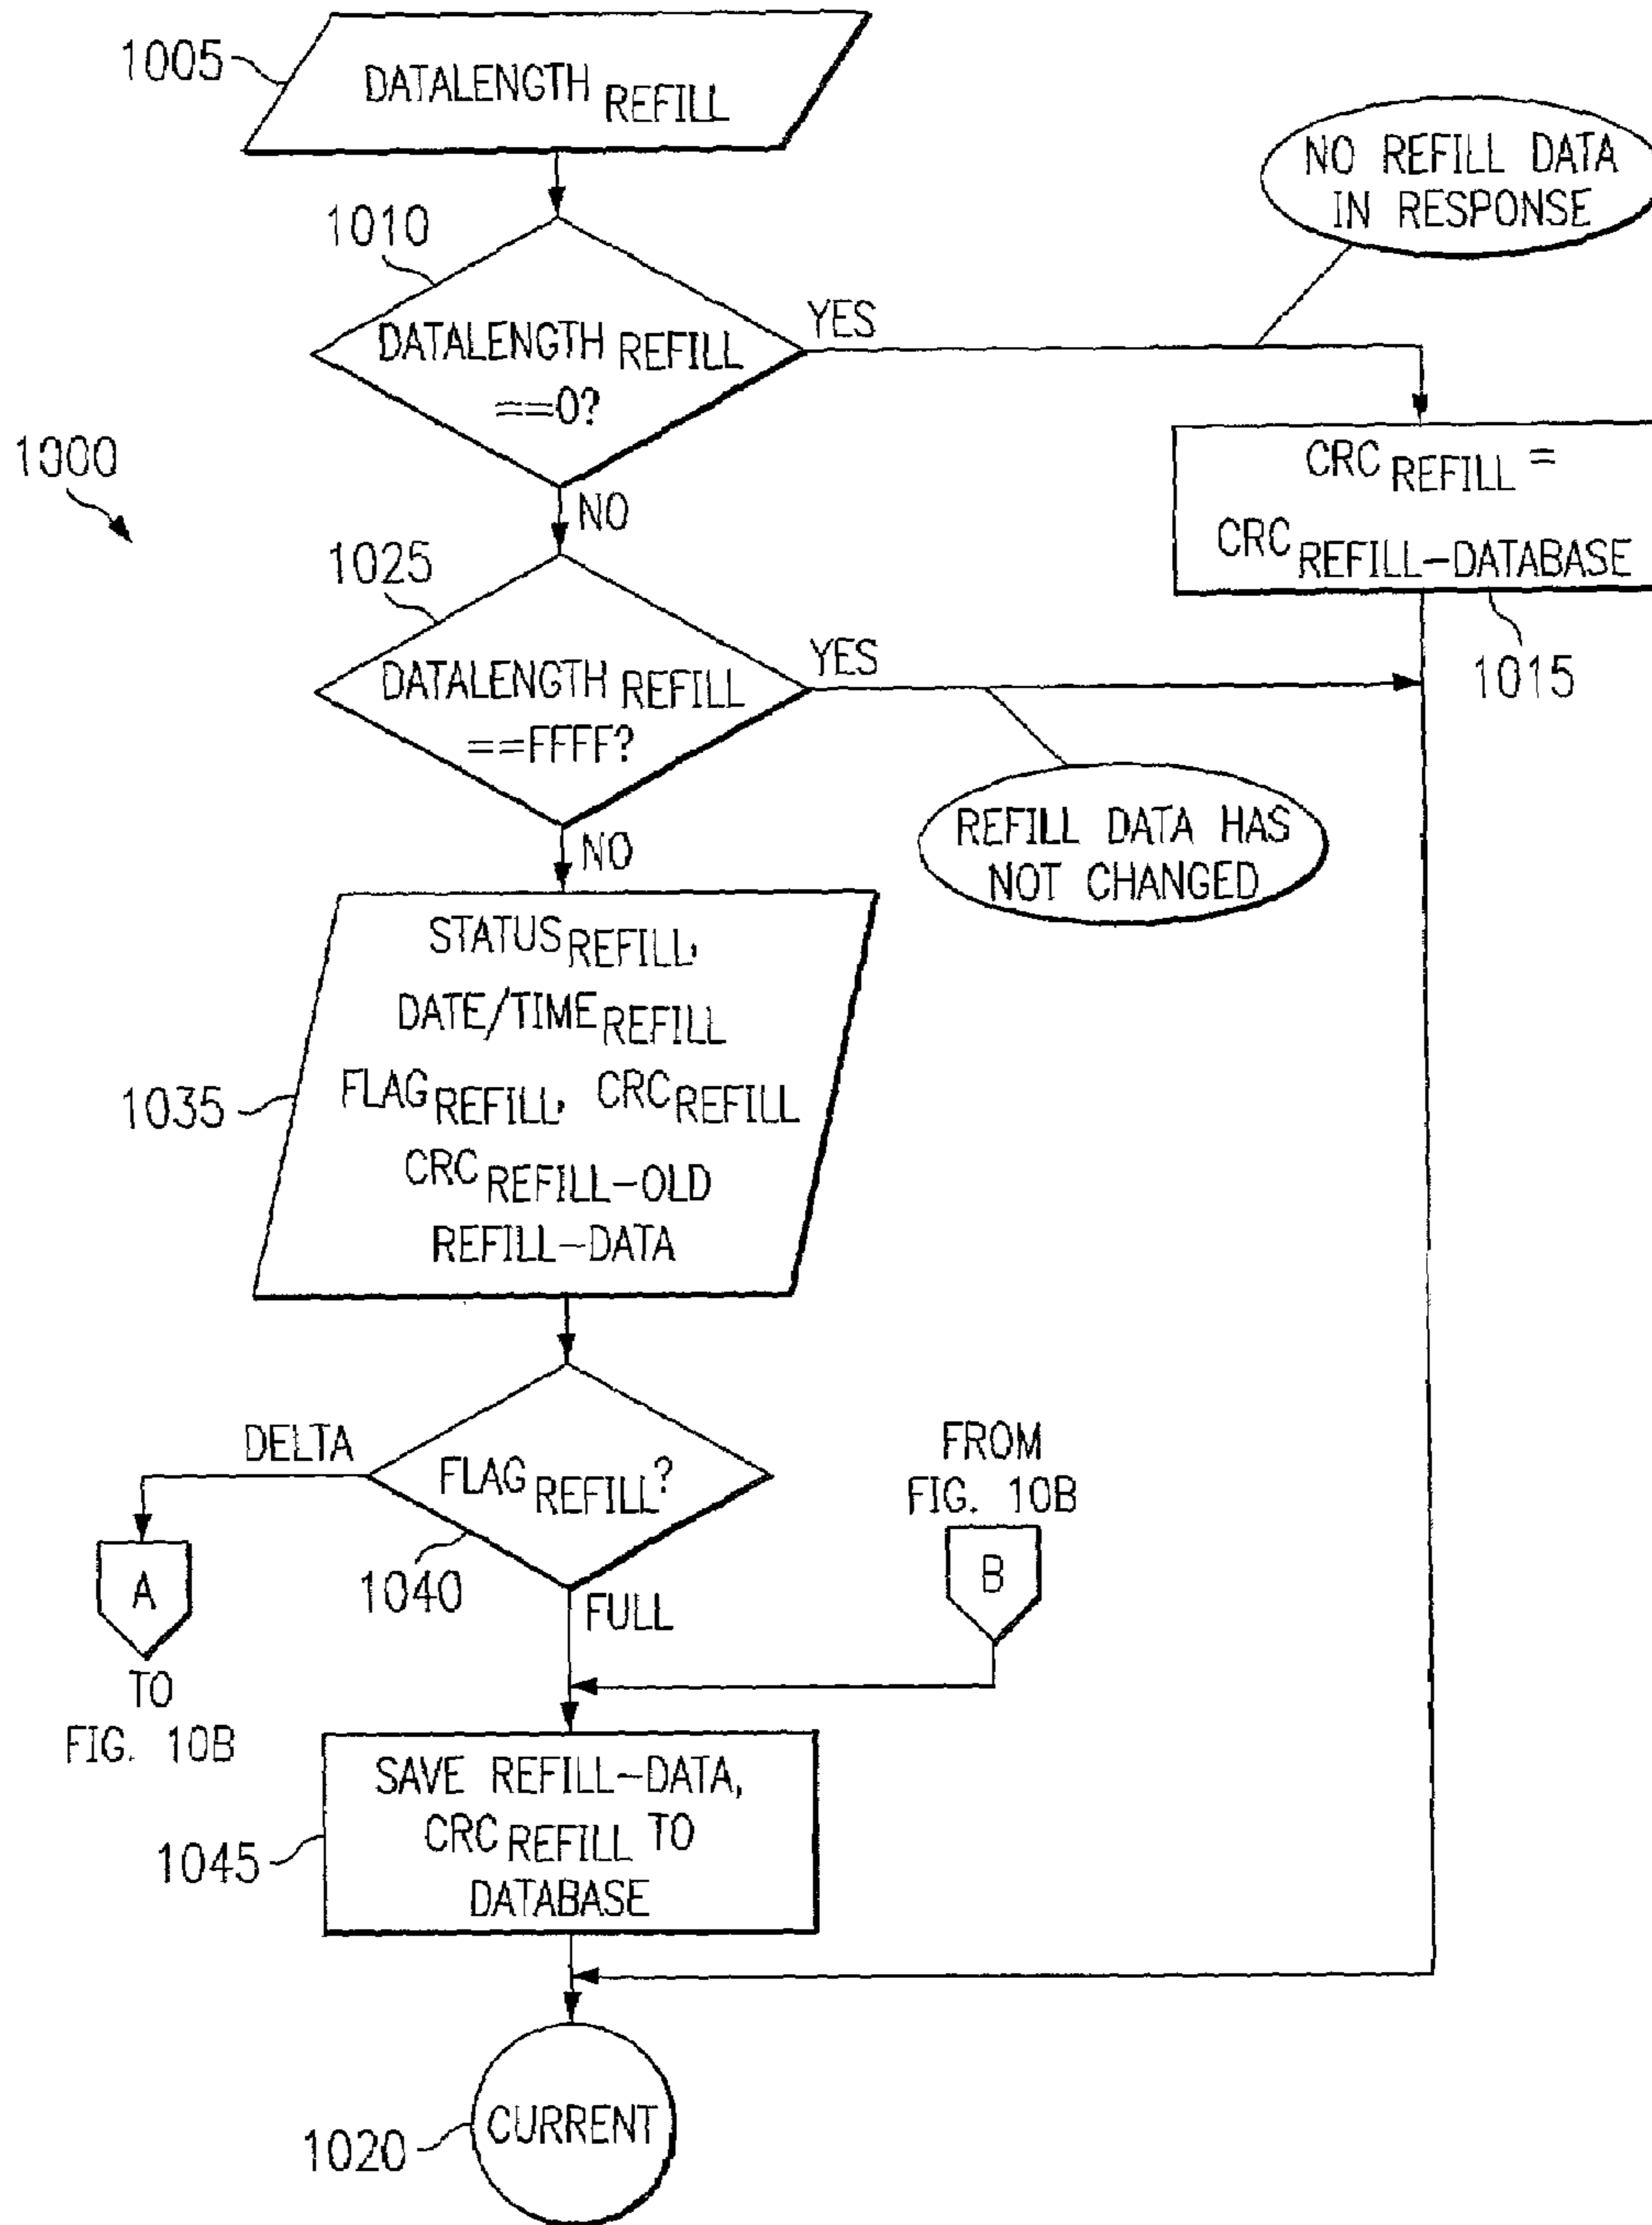 1005
DATALENGTH REFILL
NO REFILL DATA
IN RESPONSE
1010
DATALENGTH REFILL
==0?
YES
NO
1000
CRC REFILL =
CRC REFILL-DATABASE
1015
1025
DATALENGTH REFILL
==FFFF?
YES
NO
REFILL DATA HAS
NOT CHANGED
1035
STATUS REFILL,
DATE/TIME REFILL
FLAG REFILL, CRC REFILL
CRC REFILL-OLD
REFILL-DATA
DELTA
FLAG REFILL?
1040
FULL
FROM
FIG. 10B
B
A
TO
FIG. 10B
1045
SAVE REFILL-DATA,
CRC REFILL TO
DATABASE
1020
CURRENT